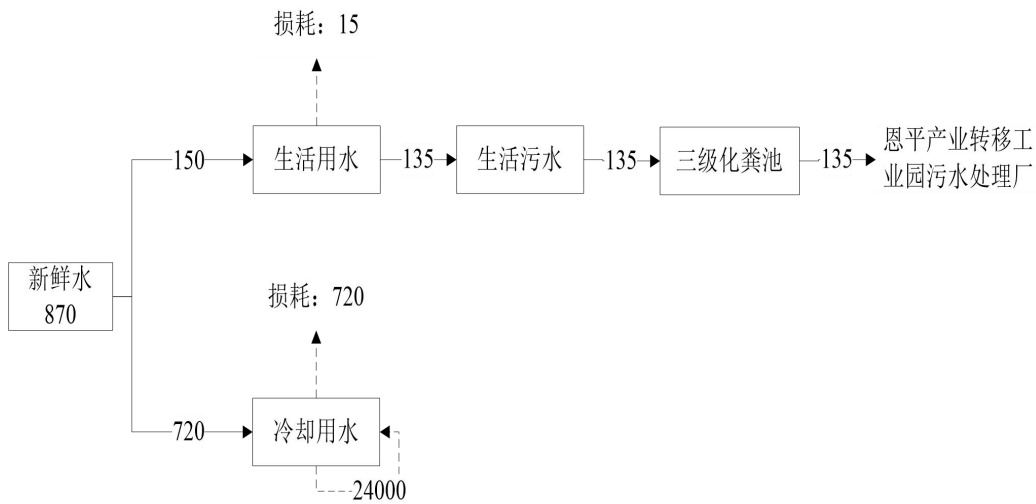 损耗：15
150
生活用水
135
生活污水
135
三级化粪池
135
恩平产业转移工
业园污水处理厂
新鲜水
870
损耗：720
720
冷却用水
24000